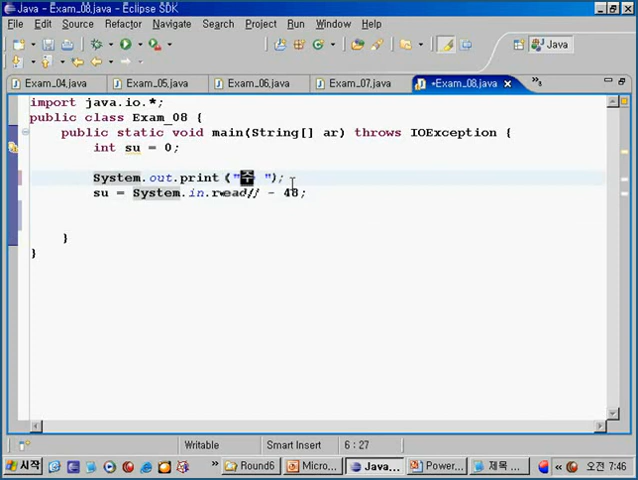 Java - Exam_08.java - Eclipse SDK
File Edit Source Refactor Navigate Search Project Run Window Help
Java
Exam_04.java Exam_05.java Exam_06.java Exam_07.java *Exam_08.java
import java.io.*;
public class Exam_08 {
public static void main(String[] ar) throws IOException {
int su = 0;
System.out.print("수 ");
su = System.in.read() - 48;
}
}
Writable Smart Insert 6 : 27
시작 Round6 Micro... Java... Power... 제목 ... 오전 7:46